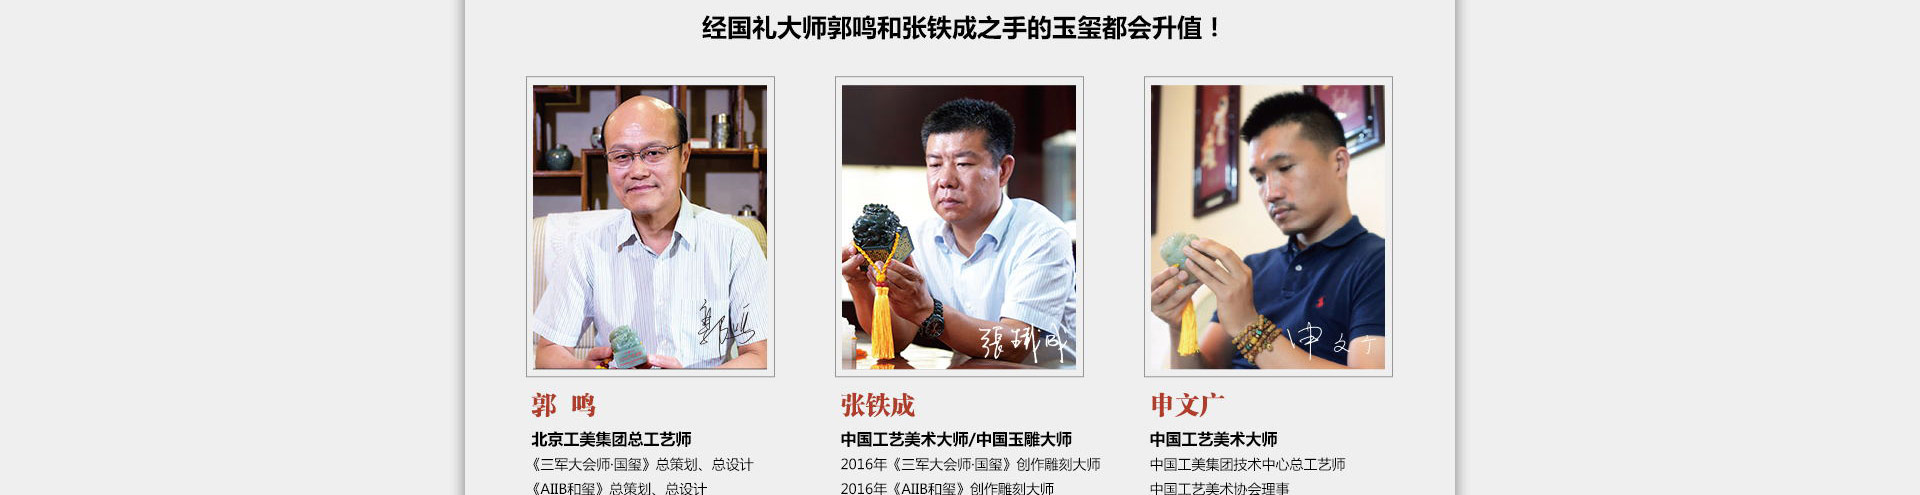 经国礼大师郭鸣和张铁成之手的玉玺都会升值！
郭鸣
張鐵成
申文广
郭 鸣
北京工美集团总工艺师
《三军大会师·国玺》总策划、总设计
《AIIB和玺》总策划、总设计
张铁成
中国工艺美术大师/中国玉雕大师
2016年《三军大会师·国玺》创作雕刻大师
2016年《AIIB和玺》创作雕刻大师
申文广
中国工艺美术大师
中国工美集团技术中心总工艺师
中国工艺美术协会理事